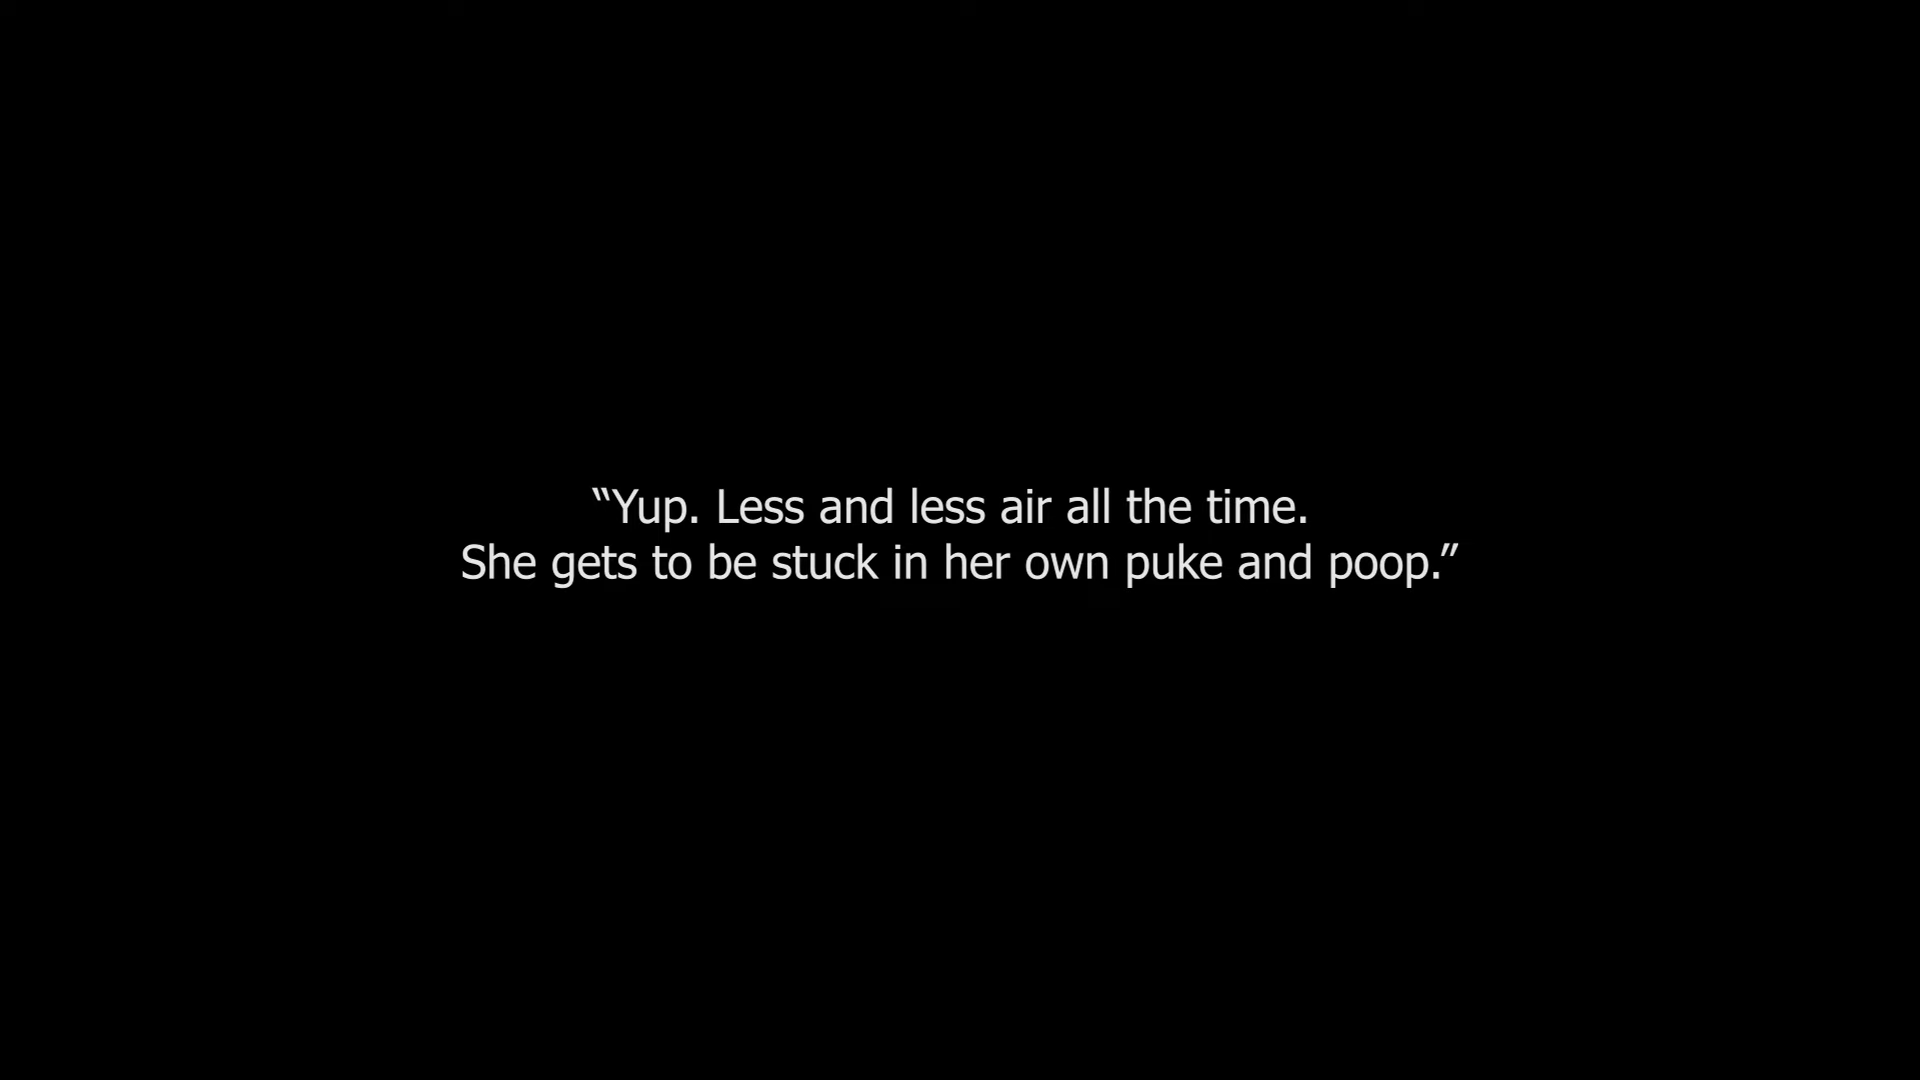 “Yup. Less and less air all the time.
She gets to be stuck in her own puke and poop.”